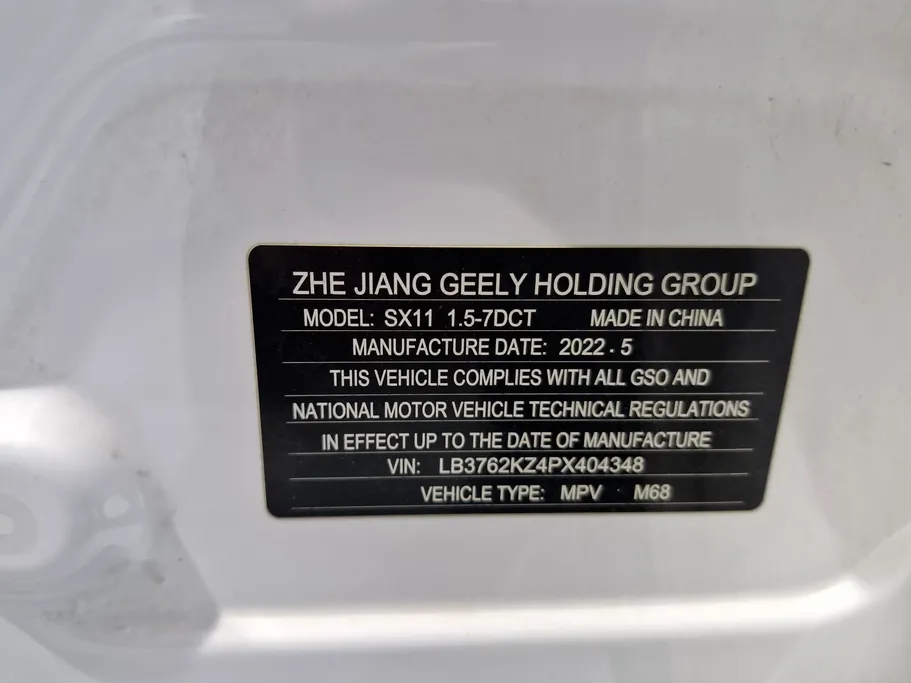 ZHE JIANG GEELY HOLDING GROUP
MODEL: SX11 1.5-7DCT MADE IN CHINA
MANUFACTURE DATE: 2022 . 5
THIS VEHICLE COMPLIES WITH ALL GSO AND
NATIONAL MOTOR VEHICLE TECHNICAL REGULATIONS
IN EFFECT UP TO THE DATE OF MANUFACTURE
VIN: LB3762KZ4PX404348
VEHICLE TYPE: MPV M68